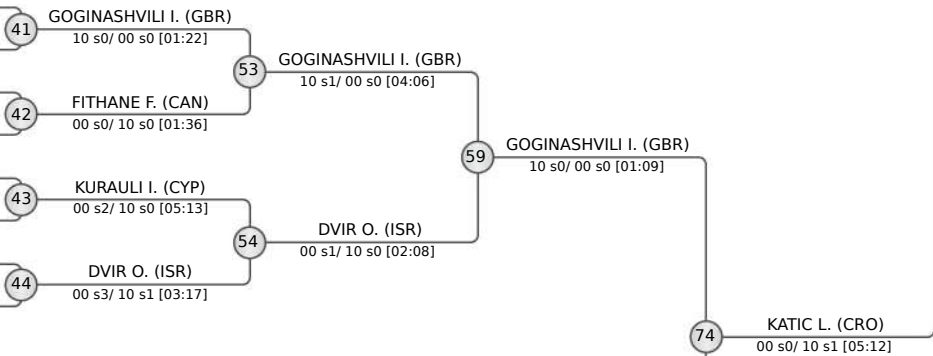 41
GOGINASHVILI I. (GBR)
10 s0/ 00 s0 [01:22]
53
GOGINASHVILI I. (GBR)
10 s1/ 00 s0 [04:06]
42
FITHANE F. (CAN)
00 s0/ 10 s0 [01:36]
59
GOGINASHVILI I. (GBR)
10 s0/ 00 s0 [01:09]
43
KURAULI I. (CYP)
00 s2/ 10 s0 [05:13]
54
DVIR O. (ISR)
00 s1/ 10 s0 [02:08]
44
DVIR O. (ISR)
00 s3/ 10 s1 [03:17]
74
KATIC L. (CRO)
00 s0/ 10 s1 [05:12]